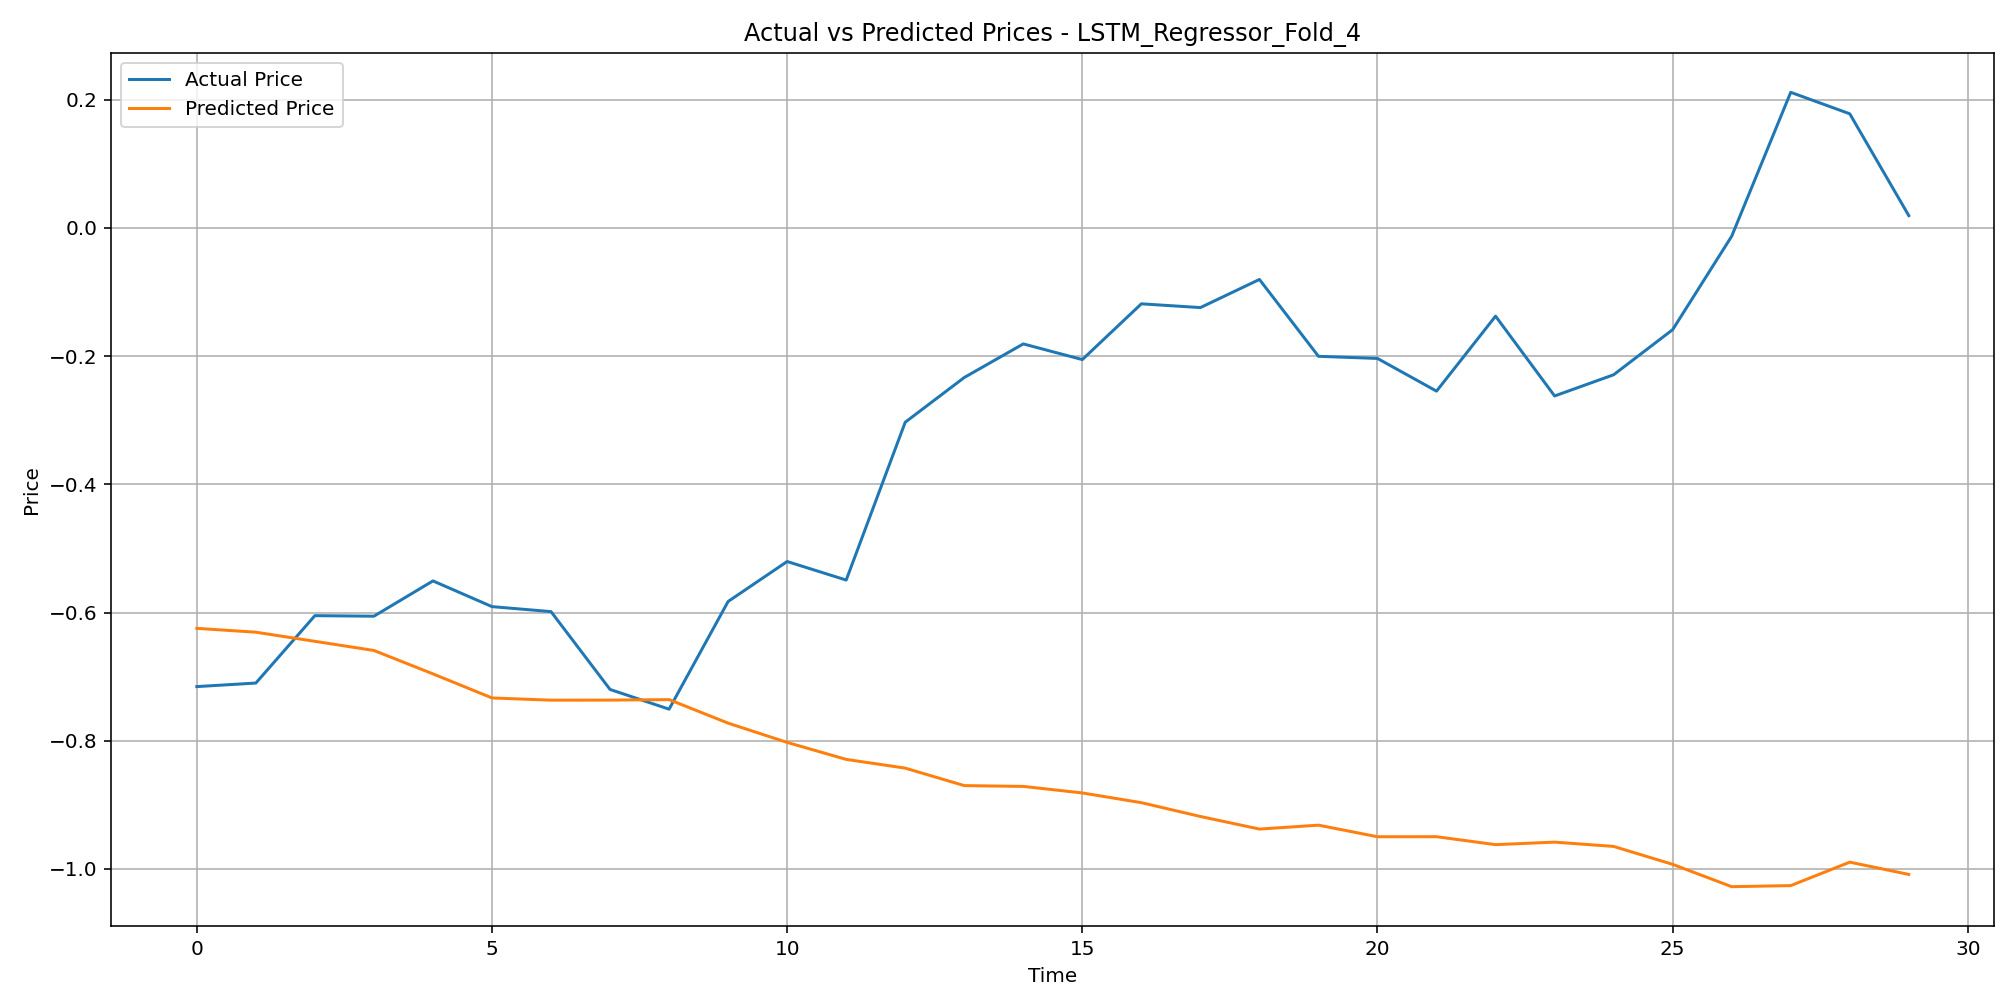 Actual vs Predicted Prices - LSTM_Regressor_Fold_4
Actual Price
Predicted Price
0.2
0.0
−0.2
−0.4
−0.6
−0.8
−1.0
Price
0 5 10 15 20 25 30
Time